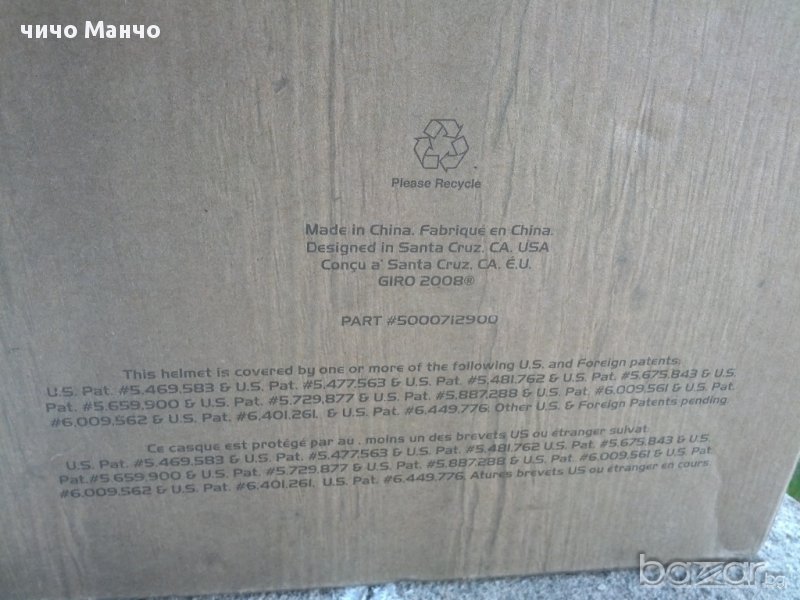 чичо Манчо
Please Recycle
Made in China. Fabriqué en China.
Designed in Santa Cruz, CA, USA
Conçu a' Santa Cruz, CA, É.U.
GIRO 2008®
PART #5000712900
This helmet is covered by one or more of the following U.S. and Foreign patents:
U.S. Pat. #5,469,583 & U.S. Pat. #5,477,563 & U.S. Pat. #5,481,762 & U.S. Pat. #5,675,843 & U.S.
Pat. #5,659,900 & U.S. Pat. #5,729,877 & U.S. Pat. #5,887,288 & U.S. Pat. #6,009,561 & U.S. Pat.
#6,009,562 & U.S. Pat. #6,401,261, & U.S. Pat. #6,449,776; Other U.S. & Foreign Patents pending.
Ce casque est protégé par au . moins un des brevets US ou étranger suivat
U.S. Pat. #5,469,583 & U.S. Pat. #5,477,563 & U.S. Pat. #5,481,762 U.S. Pat. #5,675,843 & U.S.
Pat.#5,659,900 & U.S. Pat. #5,729,877 & U.S. Pat. #5,887,288 & U.S. Pat. #6,009,561 & U.S. Pat.
#6,009,562 & U.S. Pat. #6,401,261, U.S. Pat. #6,449,776, Atures brevets US ou étranger en cours
bazar.bg